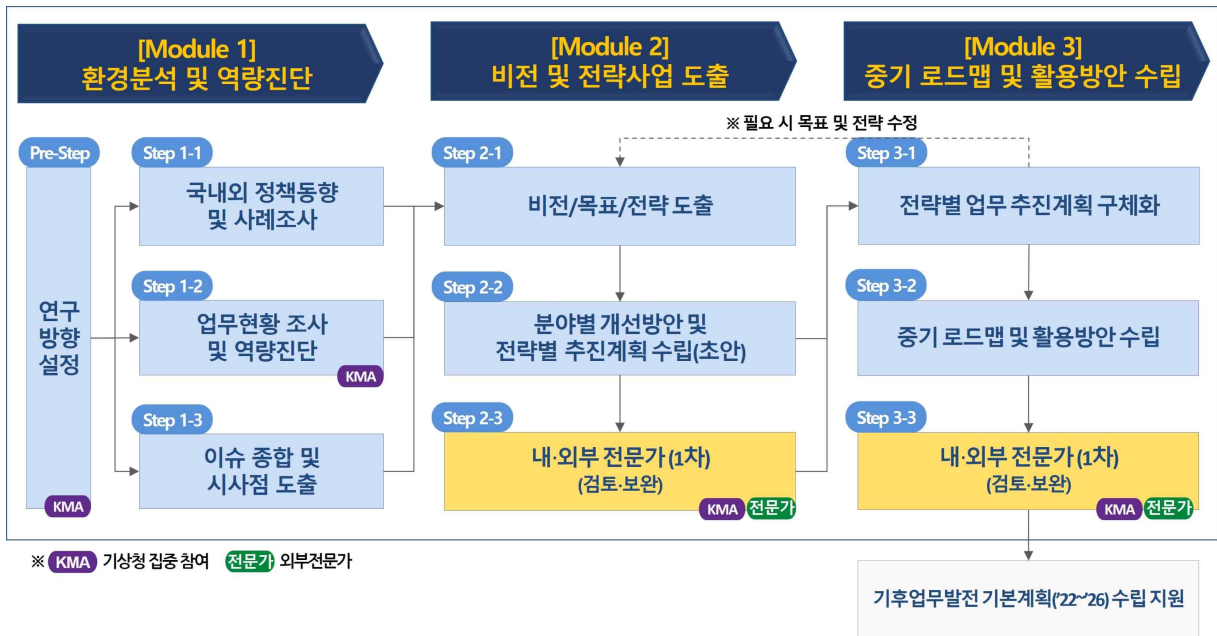 [Module 1]
환경분석 및 역량진단
[Module 2]
비전 및 전략사업 도출
[Module 3]
중기 로드맵 및 활용방안 수립
※ 필요 시 목표 및 전략 수정
Pre-Step
연구
방향
설정
KMA
Step 1-1
국내외 정책동향
및 사례조사
Step 1-2
업무현황 조사
및 역량진단
KMA
Step 1-3
이슈 종합 및
시사점 도출
Step 2-1
비전/목표/전략 도출
Step 2-2
분야별 개선방안 및
전략별 추진계획 수립(초안)
Step 2-3
내·외부 전문가 (1차)
(검토·보완)
KMA 전문가
Step 3-1
전략별 업무 추진계획 구체화
Step 3-2
중기 로드맵 및 활용방안 수립
Step 3-3
내·외부 전문가 (1차)
(검토·보완)
KMA 전문가
※ KMA 기상청 집중 참여 전문가 외부전문가
기후업무발전 기본계획('22~'26) 수립 지원